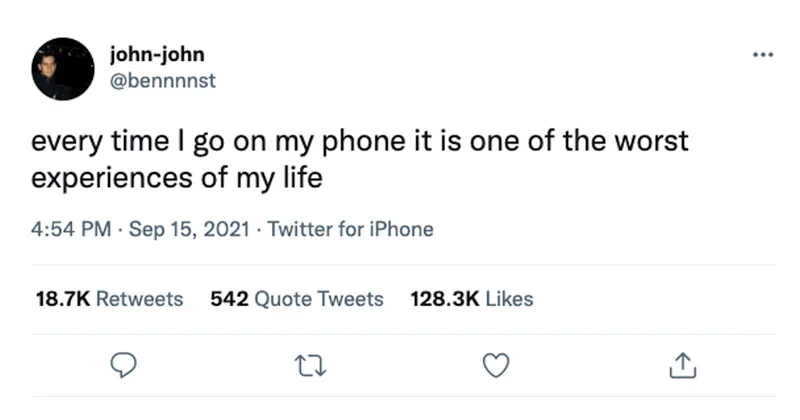 john-john
@bennnnst
every time I go on my phone it is one of the worst
experiences of my life
4:54 PM · Sep 15, 2021 · Twitter for iPhone
18.7K Retweets 542 Quote Tweets 128.3K Likes